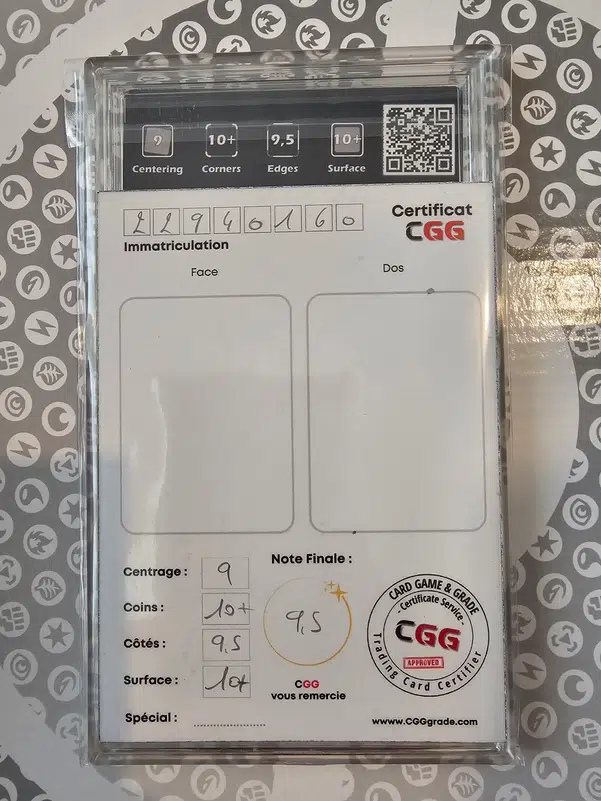 9 10+ 9,5 10+
Centering Corners Edges Surface
22940160
Immatriculation
Certificat
CGG
Face Dos
Centrage : 9
Coins : 10+
Côtés : 9,5
Surface : 10+
Spécial : ....................
Note Finale :
9,5
CGG
vous remercie
CARD GAME & GRADE
- Certificate Service -
CGG
APPROVED
Trading Card Certifier
www.CGGgrade.com